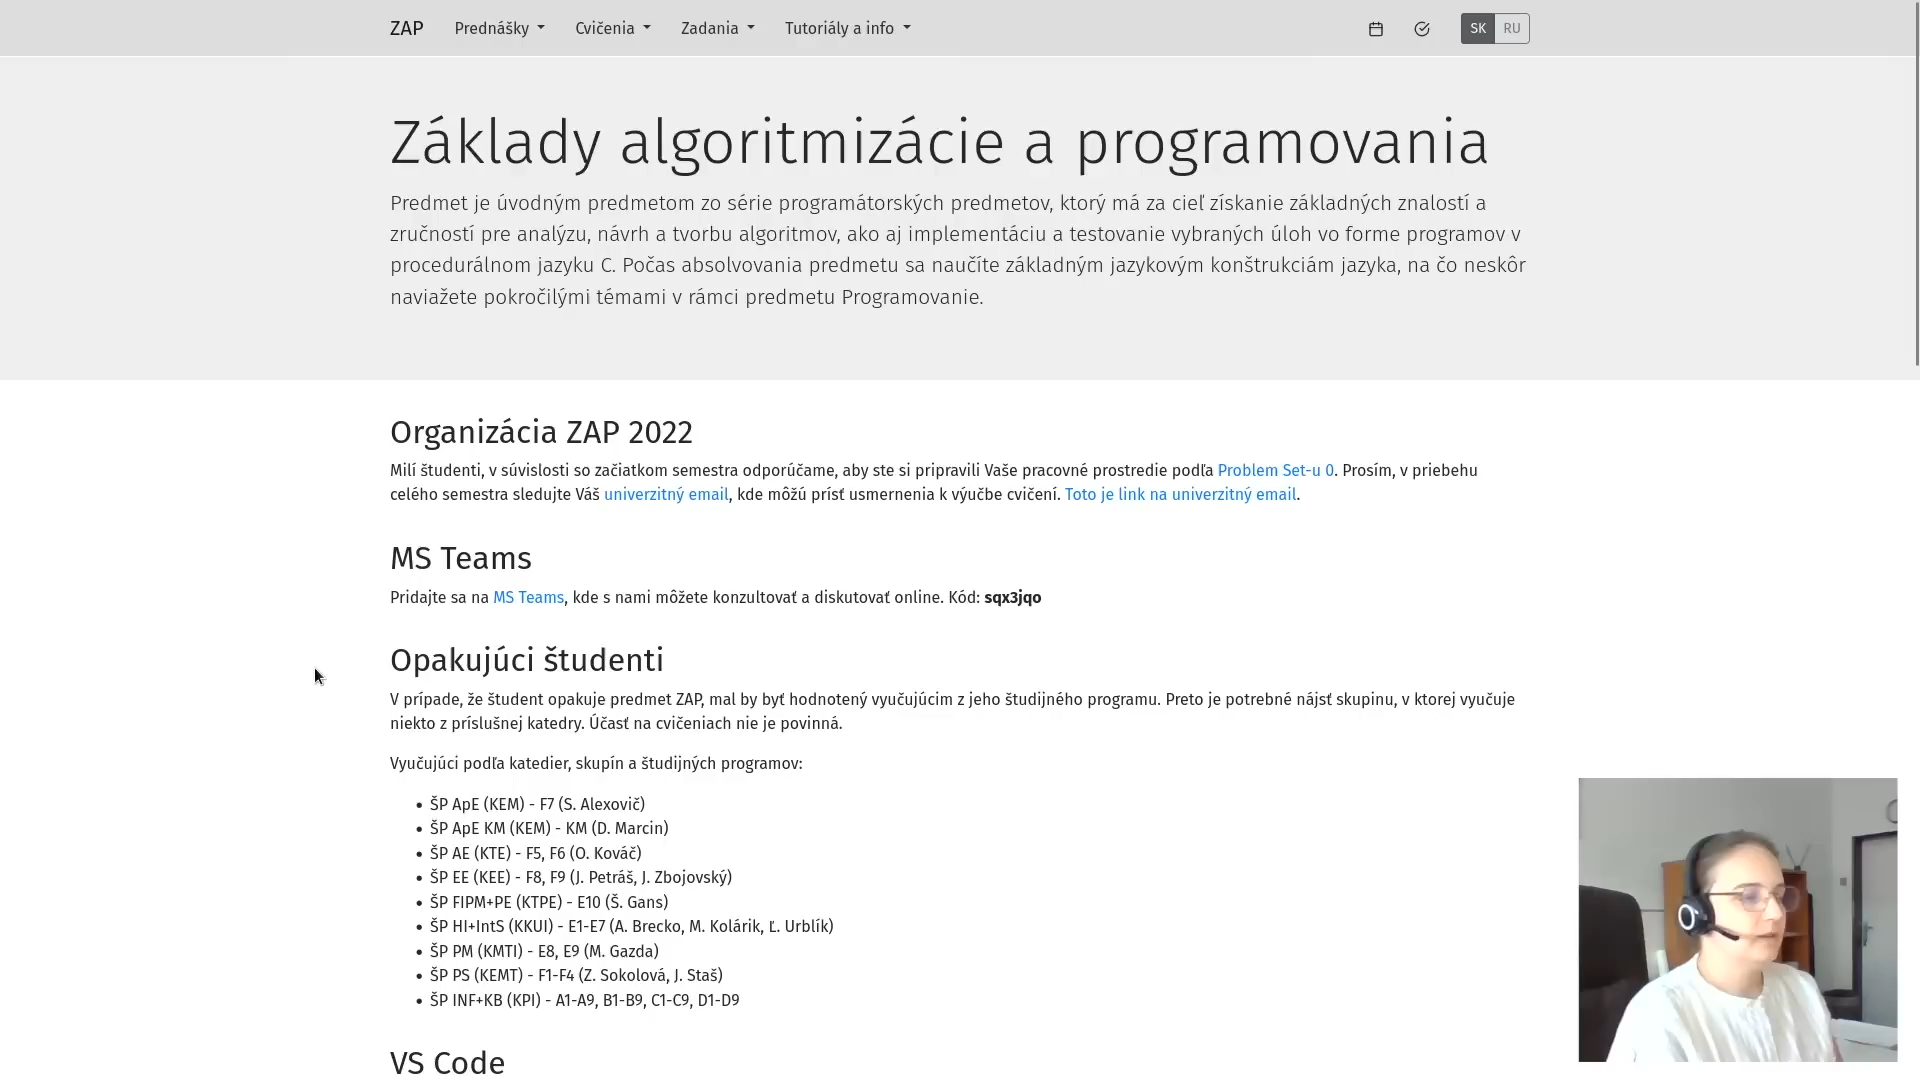 ZAP Prednášky Cvičenia Zadania Tutoriály a info SK RU
Základy algoritmizácie a programovania
Predmet je úvodným predmetom zo série programátorských predmetov, ktorý má za cieľ získanie základných znalostí a
zručností pre analýzu, návrh a tvorbu algoritmov, ako aj implementáciu a testovanie vybraných úloh vo forme programov v
procedurálnom jazyku C. Počas absolvovania predmetu sa naučíte základným jazykovým konštrukciám jazyka, na čo neskôr
naviažete pokročilými témami v rámci predmetu Programovanie.
Organizácia ZAP 2022
Milí študenti, v súvislosti so začiatkom semestra odporúčame, aby ste si pripravili Vaše pracovné prostredie podľa Problem Set-u 0. Prosím, v priebehu
celého semestra sledujte Váš univerzitný email, kde môžú prísť usmernenia k výučbe cvičení. Toto je link na univerzitný email.
MS Teams
Pridajte sa na MS Teams, kde s nami môžete konzultovať a diskutovať online. Kód: sqx3jqo
Opakujúci študenti
V prípade, že študent opakuje predmet ZAP, mal by byť hodnotený vyučujúcim z jeho študijného programu. Preto je potrebné nájsť skupinu, v ktorej vyučuje
niekto z príslušnej katedry. Účasť na cvičeniach nie je povinná.
Vyučujúci podľa katedier, skupín a študijných programov:
• ŠP ApE (KEM) - F7 (S. Alexovič)
• ŠP ApE KM (KEM) - KM (D. Marcin)
• ŠP AE (KTE) - F5, F6 (O. Kováč)
• ŠP EE (KEE) - F8, F9 (J. Petráš, J. Zbojovský)
• ŠP FIPM+PE (KTPE) - E10 (Š. Gans)
• ŠP HI+IntS (KKUI) - E1-E7 (A. Brecko, M. Kolárik, Ľ. Urblík)
• ŠP PM (KMTI) - E8, E9 (M. Gazda)
• ŠP PS (KEMT) - F1-F4 (Z. Sokolová, J. Staš)
• ŠP INF+KB (KPI) - A1-A9, B1-B9, C1-C9, D1-D9
VS Code